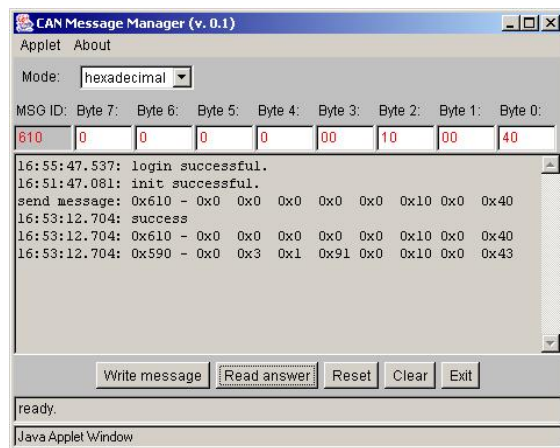 CAN Message Manager (v. 0.1)
Applet About
Mode: hexadecimal
MSG ID: Byte 7: Byte 6: Byte 5: Byte 4: Byte 3: Byte 2: Byte 1: Byte 0:
610 0 0 0 0 00 10 00 40
16:55:47.537: login successful.
16:51:47.081: init successful.
send message: 0x610 - 0x0 0x0 0x0 0x0 0x0 0x10 0x0 0x40
16:53:12.704: success
16:53:12.704: 0x610 - 0x0 0x0 0x0 0x0 0x0 0x10 0x0 0x40
16:53:12.704: 0x590 - 0x0 0x3 0x1 0x91 0x0 0x10 0x0 0x43
Write message Read answer Reset Clear Exit
ready.
Java Applet Window